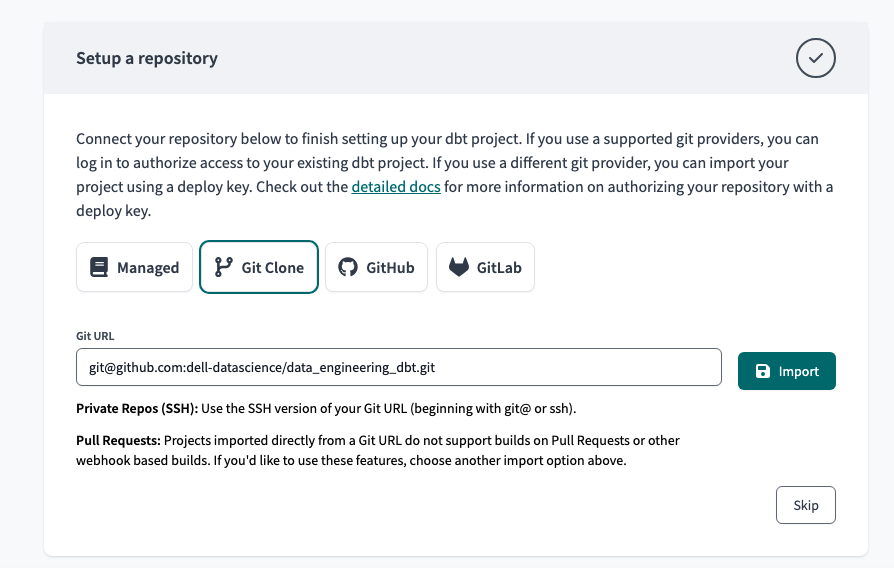 Setup a repository
Connect your repository below to finish setting up your dbt project. If you use a supported git providers, you can
log in to authorize access to your existing dbt project. If you use a different git provider, you can import your
project using a deploy key. Check out the detailed docs for more information on authorizing your repository with a
deploy key.
Managed Git Clone GitHub GitLab
Git URL
git@github.com:dell-datascience/data_engineering_dbt.git Import
Private Repos (SSH): Use the SSH version of your Git URL (beginning with git@ or ssh).
Pull Requests: Projects imported directly from a Git URL do not support builds on Pull Requests or other
webhook based builds. If you'd like to use these features, choose another import option above.
Skip